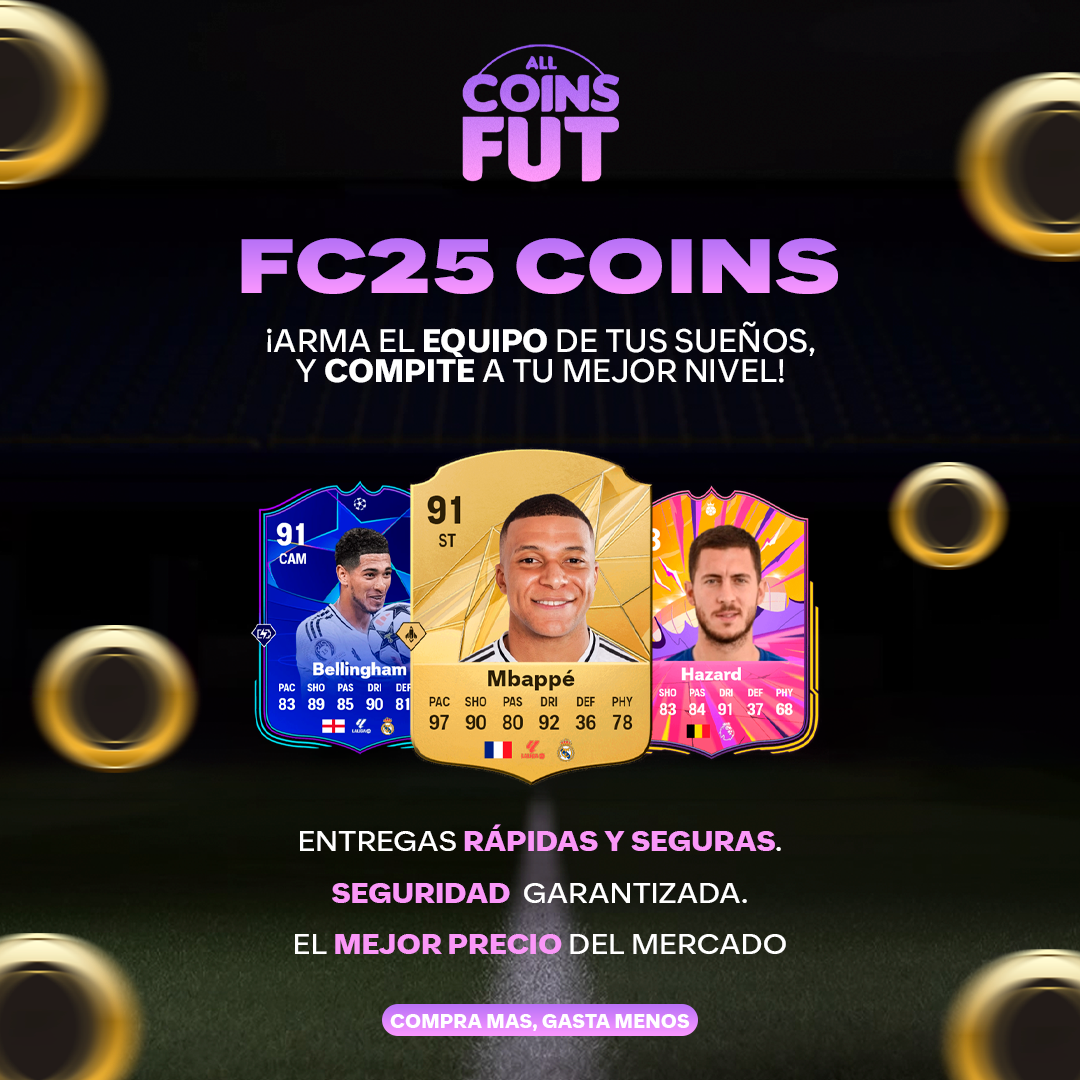 ALL
COINS
FUT
FC25 COINS
¡ARMA EL EQUIPO DE TUS SUEÑOS,
Y COMPITE A TU MEJOR NIVEL!
91
CAM
Bellingham
PAC SHO PAS DRI DEF
83 89 85 90 81
LALIGA
91
ST
Mbappé
PAC SHO PAS DRI DEF PHY
97 90 80 92 36 78
LALIGA
Hazard
SHO PAS DRI DEF PHY
83 84 91 37 68
ENTREGAS RÁPIDAS Y SEGURAS.
SEGURIDAD GARANTIZADA.
EL MEJOR PRECIO DEL MERCADO
COMPRA MAS, GASTA MENOS